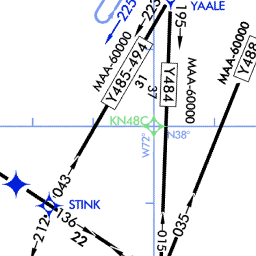 225
225
195
YAALE
MAA-60000
Y485-494
31
37
Y484
MAA-60000
MAA-60000
Y488
KN48C
W72°
N38°
043
STINK
212°
136
22
015
035